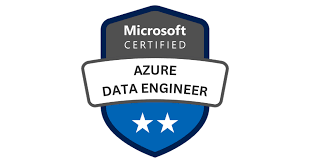 Microsoft
CERTIFIED
AZURE
DATA ENGINEER